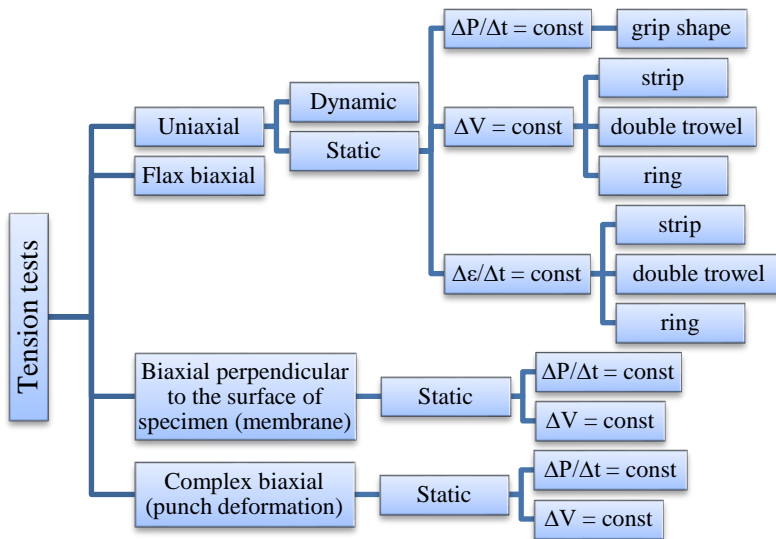 Tension tests
Uniaxial
Dynamic
Static
ΔP/Δt = const
grip shape
ΔV = const
strip
double trowel
ring
Δε/Δt = const
strip
double trowel
ring
Flax biaxial
Biaxial perpendicular
to the surface of
specimen (membrane)
Static
ΔP/Δt = const
ΔV = const
Complex biaxial
(punch deformation)
Static
ΔP/Δt = const
ΔV = const